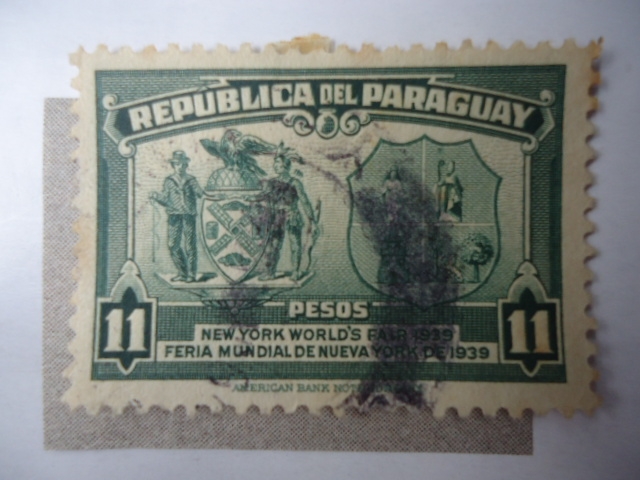 REPÚBLICA DEL PARAGUAY
PESOS
11 11
NEW YORK WORLD'S FAIR 1939
FERIA MUNDIAL DE NUEVA YORK DE 1939
AMERICAN BANK NOTE